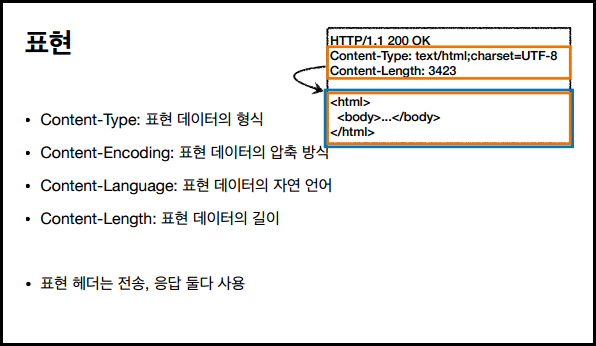 표현
HTTP/1.1 200 OK
Content-Type: text/html;charset=UTF-8
Content-Length: 3423
<html>
<body>...</body>
</html>
• Content-Type: 표현 데이터의 형식
• Content-Encoding: 표현 데이터의 압축 방식
• Content-Language: 표현 데이터의 자연 언어
• Content-Length: 표현 데이터의 길이
• 표현 헤더는 전송, 응답 둘다 사용